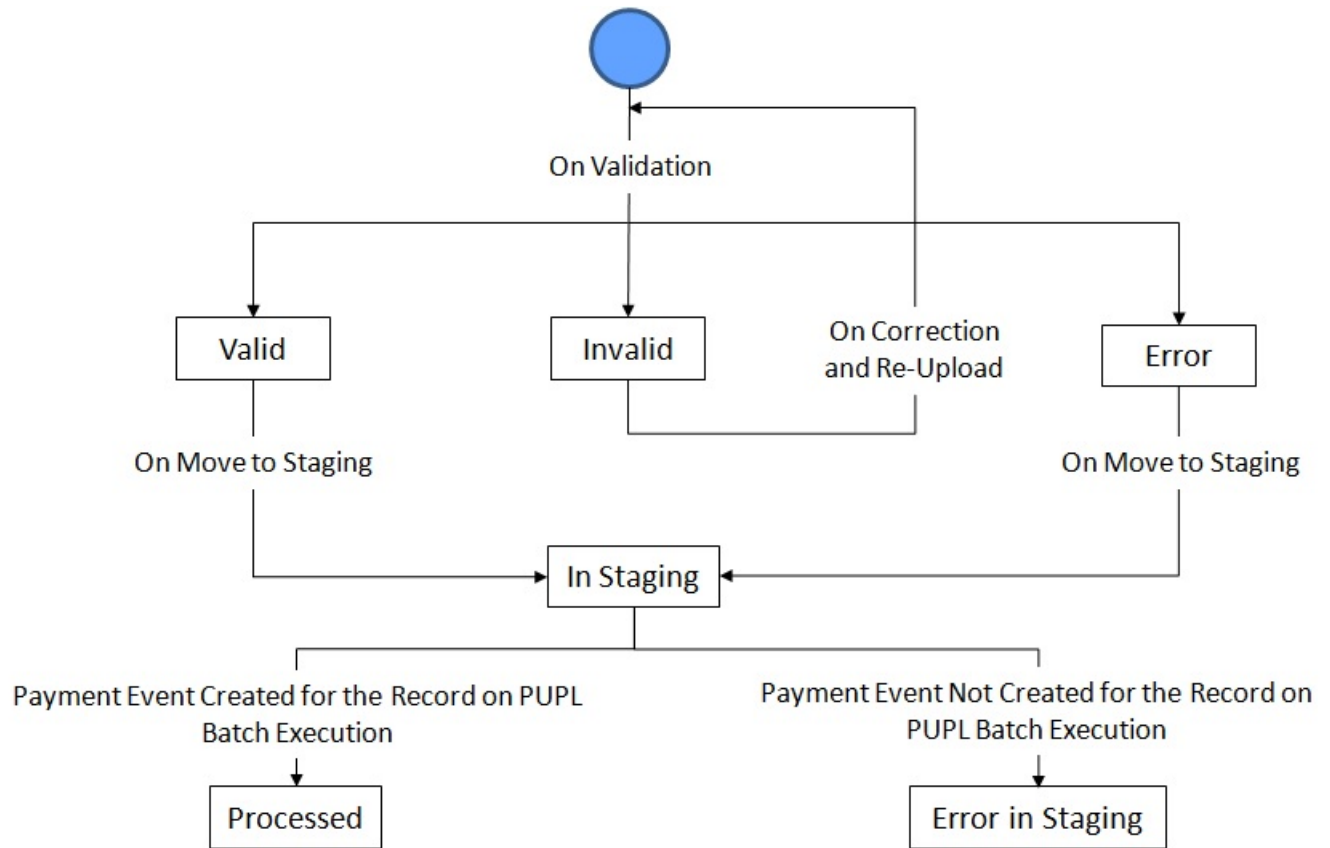 On Validation
Valid
Invalid
On Correction
and Re-Upload
Error
On Move to Staging
On Move to Staging
In Staging
Payment Event Created for the Record on PUPL
Batch Execution
Payment Event Not Created for the Record on
PUPL Batch Execution
Processed
Error in Staging